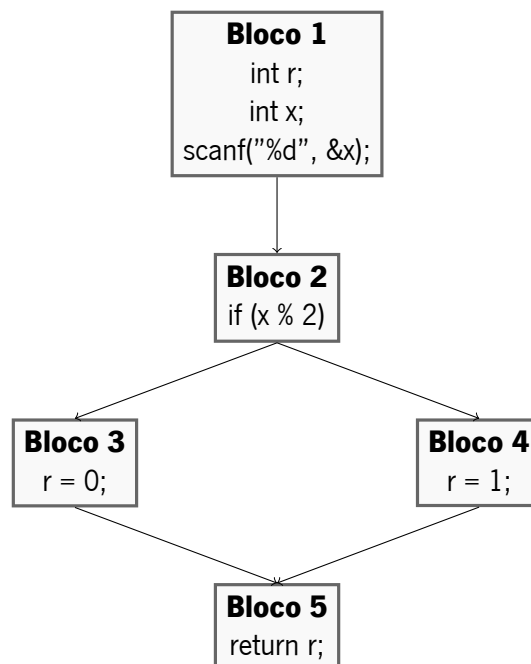 Bloco 1
int r;
int x;
scanf(”%d”, &x);
Bloco 2
if (x % 2)
Bloco 3
r = 0;
Bloco 4
r = 1;
Bloco 5
return r;